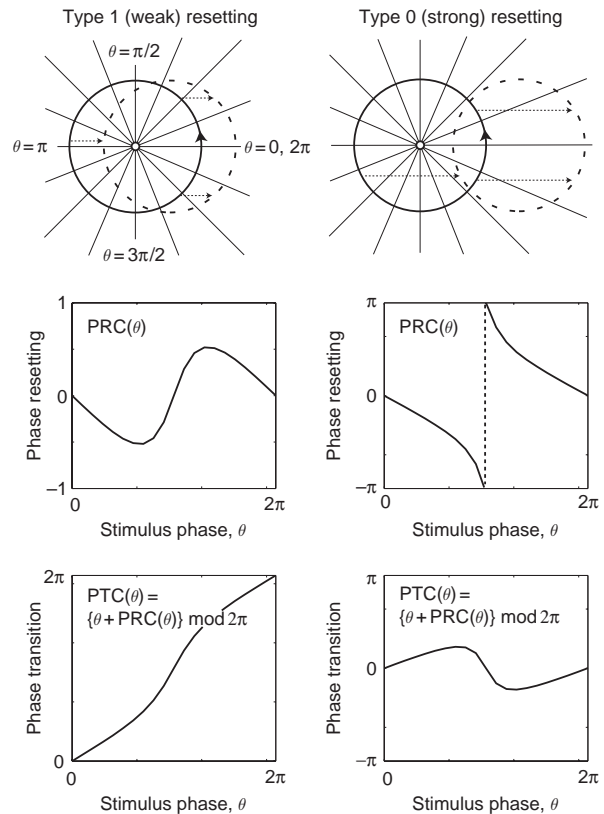 Type 1 (weak) resetting
Type 0 (strong) resetting
θ = π/2
θ = π
θ = 0, 2π
θ = 3π/2
1
PRC(θ)
Phase resetting
0
−1
0
2π
Stimulus phase, θ
π
PRC(θ)
Phase resetting
0
−π
0
2π
Stimulus phase, θ
2π
PTC(θ) =
{θ + PRC(θ)} mod 2π
Phase transition
0
0
2π
Stimulus phase, θ
π
PTC(θ) =
{θ + PRC(θ)} mod 2π
Phase transition
0
−π
0
2π
Stimulus phase, θ